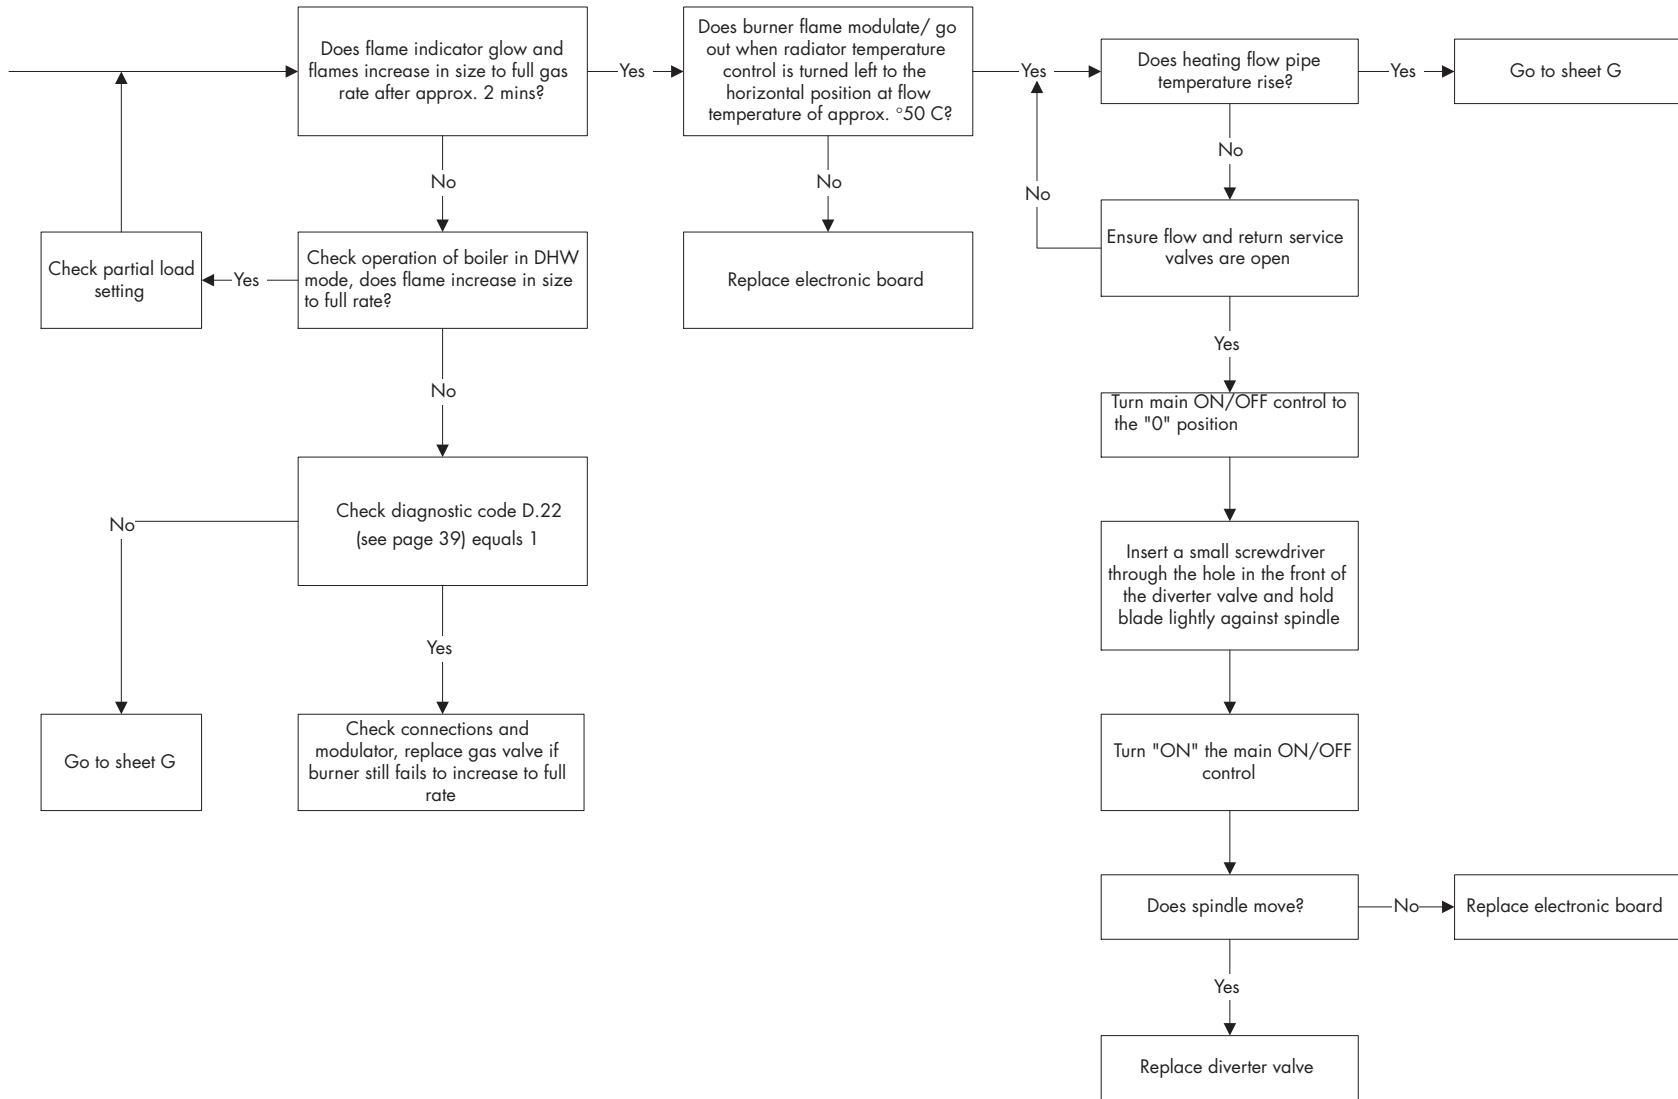 Does flame indicator glow and
flames increase in size to full gas
rate after approx. 2 mins?
Yes
Does burner flame modulate/ go
out when radiator temperature
control is turned left to the
horizontal position at flow
temperature of approx. °50 C?
Yes
Does heating flow pipe
temperature rise?
Yes
Go to sheet G
No
No
No
No
Check partial load
setting
Yes
Check operation of boiler in DHW
mode, does flame increase in size
to full rate?
Replace electronic board
Ensure flow and return service
valves are open
Yes
No
Turn main ON/OFF control to
the "0" position
Check diagnostic code D.22
(see page 39) equals 1
No
Insert a small screwdriver
through the hole in the front of
the diverter valve and hold
blade lightly against spindle
Yes
Go to sheet G
Check connections and
modulator, replace gas valve if
burner still fails to increase to full
rate
Turn "ON" the main ON/OFF
control
Does spindle move?
No
Replace electronic board
Yes
Replace diverter valve